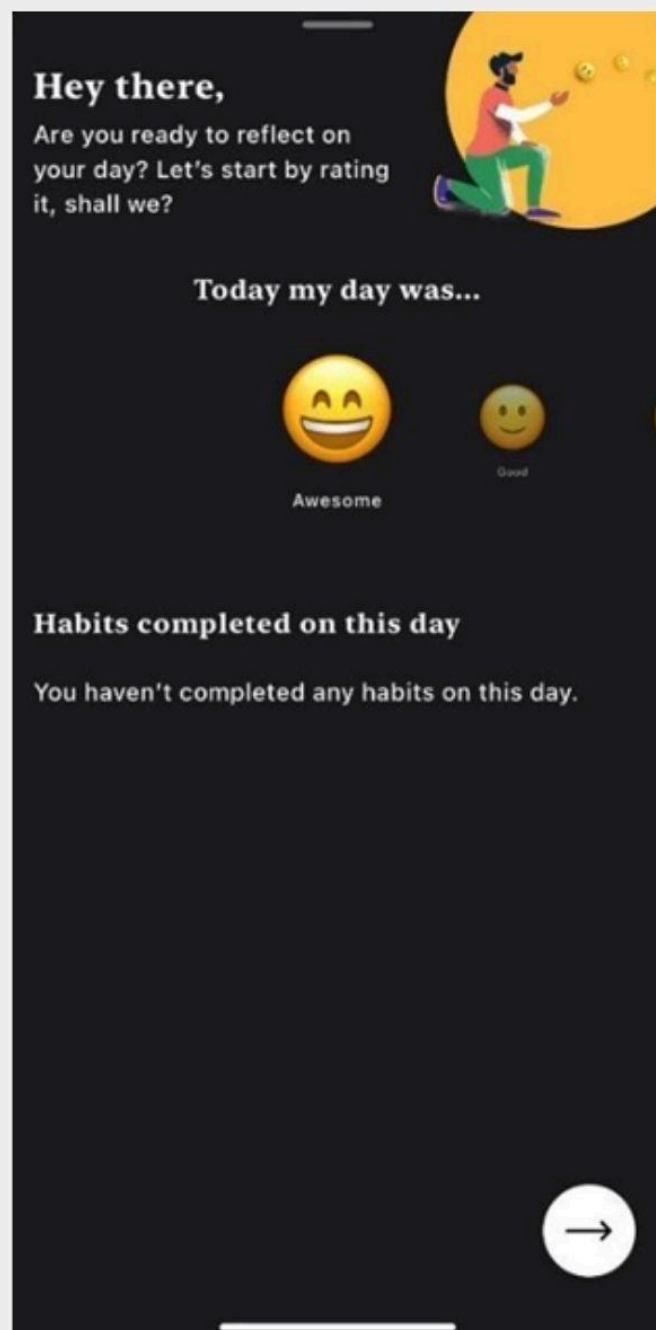 Hey there,
Are you ready to reflect on
your day? Let's start by rating
it, shall we?
Today my day was...
Good
Awesome
Habits completed on this day
You haven't completed any habits on this day.